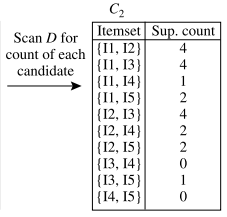 C2
Scan D for
count of each
candidate
Itemset Sup. count
{I1, I2} 4
{I1, I3} 4
{I1, I4} 1
{I1, I5} 2
{I2, I3} 4
{I2, I4} 2
{I2, I5} 2
{I3, I4} 0
{I3, I5} 1
{I4, I5} 0